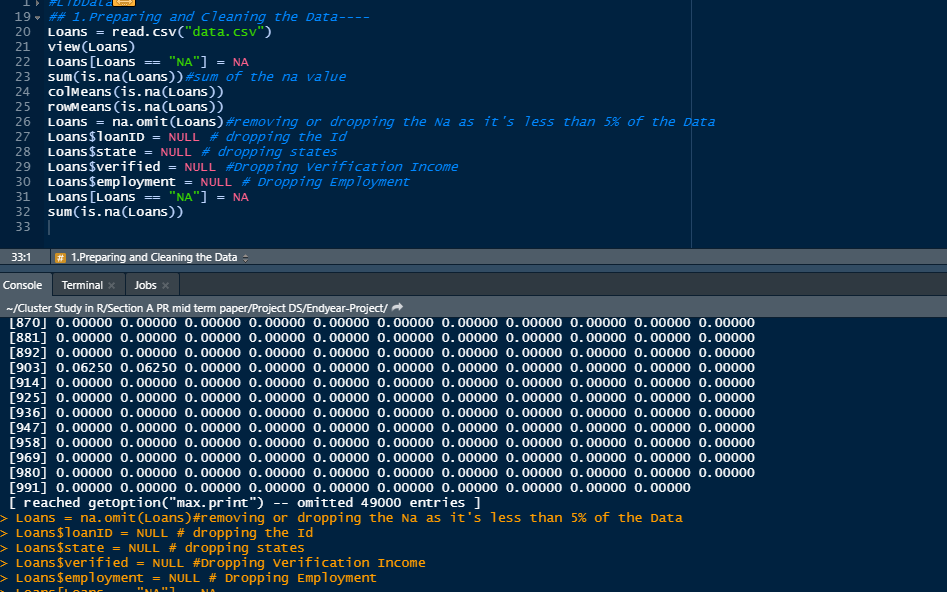 #LibData
19 ## 1.Preparing and Cleaning the Data----
20 Loans = read.csv("data.csv")
21 view(Loans)
22 Loans[Loans == "NA"] = NA
23 sum(is.na(Loans))#sum of the na value
24 colMeans(is.na(Loans))
25 rowMeans(is.na(Loans))
26 Loans = na.omit(Loans)#removing or dropping the Na as it's less than 5% of the Data
27 Loans$loanID = NULL # dropping the Id
28 Loans$state = NULL # dropping states
29 Loans$verified = NULL #Dropping Verification Income
30 Loans$employment = NULL # Dropping Employment
31 Loans[Loans == "NA"] = NA
32 sum(is.na(Loans))
33
33:1 # 1.Preparing and Cleaning the Data
Console Terminal × Jobs ×
~/Cluster Study in R/Section A PR mid term paper/Project DS/Endyear-Project/
[870] 0.00000 0.00000 0.00000 0.00000 0.00000 0.00000 0.00000 0.00000 0.00000 0.00000 0.00000
[881] 0.00000 0.00000 0.00000 0.00000 0.00000 0.00000 0.00000 0.00000 0.00000 0.00000 0.00000
[892] 0.00000 0.00000 0.00000 0.00000 0.00000 0.00000 0.00000 0.00000 0.00000 0.00000 0.00000
[903] 0.06250 0.06250 0.00000 0.00000 0.00000 0.00000 0.00000 0.00000 0.00000 0.00000 0.00000
[914] 0.00000 0.00000 0.00000 0.00000 0.00000 0.00000 0.00000 0.00000 0.00000 0.00000 0.00000
[925] 0.00000 0.00000 0.00000 0.00000 0.00000 0.00000 0.00000 0.00000 0.00000 0.00000 0.00000
[936] 0.00000 0.00000 0.00000 0.00000 0.00000 0.00000 0.00000 0.00000 0.00000 0.00000 0.00000
[947] 0.00000 0.00000 0.00000 0.00000 0.00000 0.00000 0.00000 0.00000 0.00000 0.00000 0.00000
[958] 0.00000 0.00000 0.00000 0.00000 0.00000 0.00000 0.00000 0.00000 0.00000 0.00000 0.00000
[969] 0.00000 0.00000 0.00000 0.00000 0.00000 0.00000 0.00000 0.00000 0.00000 0.00000 0.00000
[980] 0.00000 0.00000 0.00000 0.00000 0.00000 0.00000 0.00000 0.00000 0.00000 0.00000 0.00000
[991] 0.00000 0.00000 0.00000 0.00000 0.00000 0.00000 0.00000 0.00000 0.00000 0.00000
[ reached getOption("max.print") -- omitted 49000 entries ]
> Loans = na.omit(Loans)#removing or dropping the Na as it's less than 5% of the Data
> Loans$loanID = NULL # dropping the Id
> Loans$state = NULL # dropping states
> Loans$verified = NULL #Dropping Verification Income
> Loans$employment = NULL # Dropping Employment
> Loans[Loans == "NA"] = NA